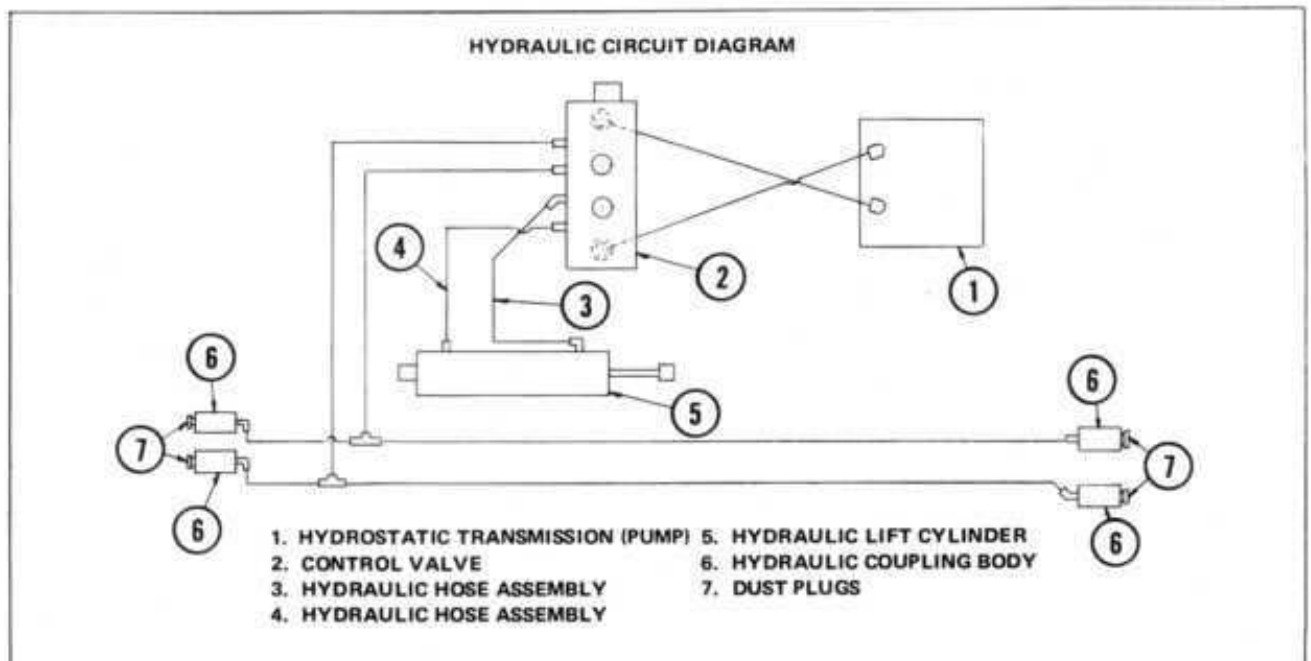 HYDRAULIC CIRCUIT DIAGRAM
4
3
2
1
6
5
6
7
7
6
6
1. HYDROSTATIC TRANSMISSION (PUMP) 5. HYDRAULIC LIFT CYLINDER
2. CONTROL VALVE 6. HYDRAULIC COUPLING BODY
3. HYDRAULIC HOSE ASSEMBLY 7. DUST PLUGS
4. HYDRAULIC HOSE ASSEMBLY